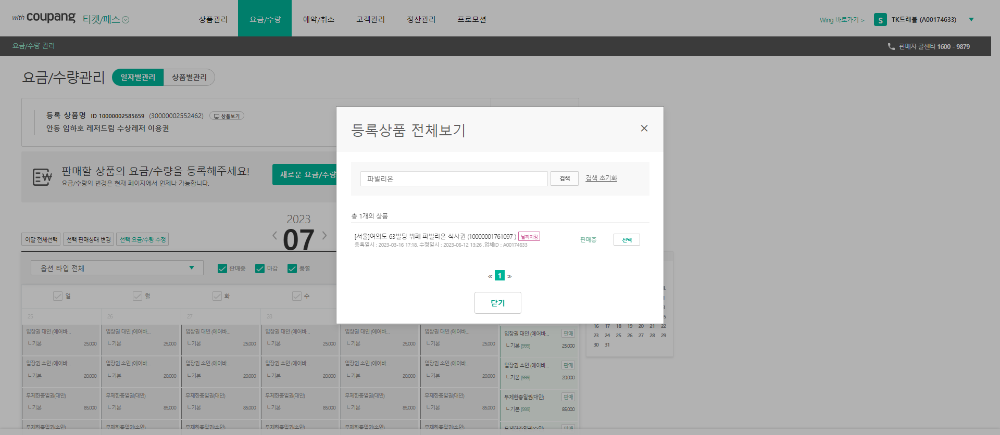 with coupang 티켓/패스
상품관리 요금/수량 예약/취소 고객관리 정산관리 프로모션
Wing 바로가기 > S TK트래블 (A00174633)
요금/수량 관리
판매자 콜센터 1600 - 9879
요금/수량관리 일자별관리 상품별관리
등록 상품명 ID 10000002585659 (30000002552462) 상품보기
안동 임하호 레저드림 수상레저 이용권
판매할 상품의 요금/수량을 등록해주세요!
요금/수량의 변경은 현재 페이지에서 언제나 가능합니다.
새로운 요금/수량
2023
< 07 >
이달 전체선택 선택 판매상태 변경 선택 요금/수량 수정
옵션 타입 전체 판매중 마감 품절
일 월 화 수
25 26 27 28
입장권 대인 (에어바... 입장권 대인 (에어바... 입장권 대인 (에어바... 입장권 대인 (에어바... 입장권 대인 (에어바... 입장권 대인 (에어바... 입장권 대인 (에어바... 판매
ㄴ기본 25,000 ㄴ기본 25,000 ㄴ기본 25,000 ㄴ기본 25,000 ㄴ기본 25,000 ㄴ기본 25,000 ㄴ기본 [999] 25,000
입장권 소인 (에어바... 입장권 소인 (에어바... 입장권 소인 (에어바... 입장권 소인 (에어바... 입장권 소인 (에어바... 입장권 소인 (에어바... 입장권 소인 (에어바... 판매
ㄴ기본 20,000 ㄴ기본 20,000 ㄴ기본 20,000 ㄴ기본 20,000 ㄴ기본 20,000 ㄴ기본 20,000 ㄴ기본 [999] 20,000
무제한종일권(대인) 무제한종일권(대인) 무제한종일권(대인) 무제한종일권(대인) 무제한종일권(대인) 무제한종일권(대인) 무제한종일권(대인) 판매
ㄴ기본 85,000 ㄴ기본 85,000 ㄴ기본 85,000 ㄴ기본 85,000 ㄴ기본 85,000 ㄴ기본 85,000 ㄴ기본 [999] 85,000
무제한종일권(소인) 무제한종일권(소인) 무제한종일권(소인) 무제한종일권(소인) 무제한종일권(소인) 무제한종일권(소인) 무제한종일권(소인) 판매
등록상품 전체보기
파빌리온 검색 검색 초기화
총 1개의 상품
[서울]여의도 63빌딩 뷔페 파빌리온 식사권 (10000001761097 ) 날짜지정
등록일시 : 2023-03-16 17:18, 수정일시 : 2023-06-12 13:26 ,업체ID : A00174633
판매중 선택
« 1 »
닫기
16 17 18 19 20 21 22
23 24 25 26 27 28 29
30 31